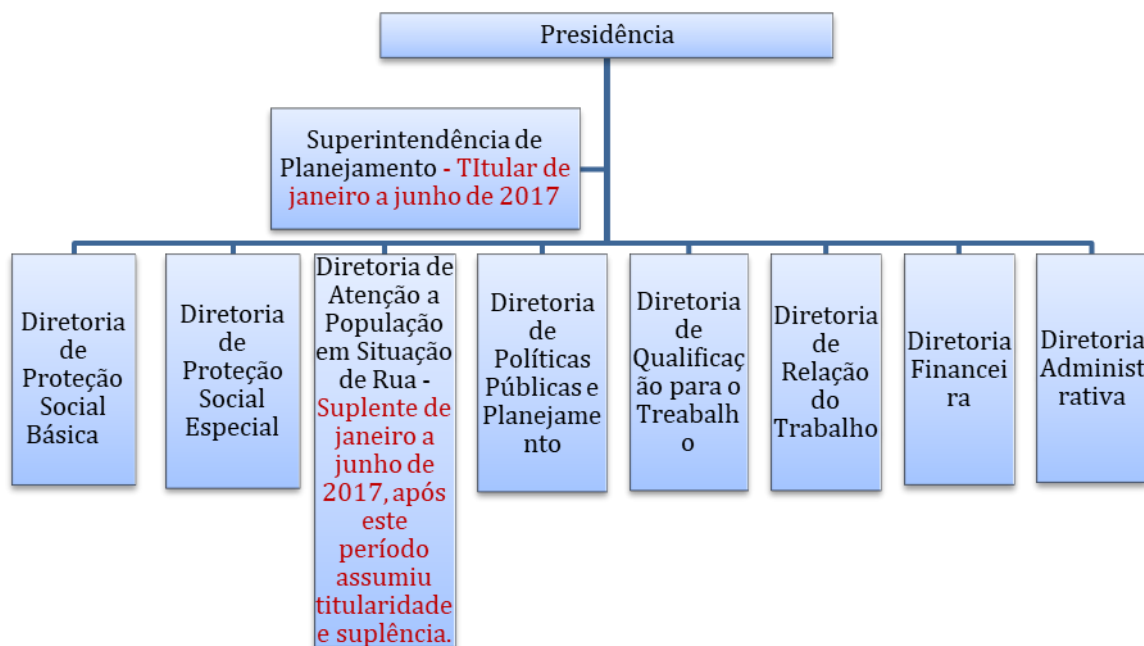 Presidência
Superintendência de
Planejamento - TItular de
janeiro a junho de 2017
Diretoria
de
Proteção
Social
Básica
Diretoria
de
Proteção
Social
Especial
Diretoria de
Atenção a
População
em Situação
de Rua -
Suplente de
janeiro a
junho de
2017, após
este
período
assumiu
titularidade
e suplência.
Diretoria
de
Políticas
Públicas e
Planejame
nto
Diretoria
de
Qualificaç
ão para o
Treabalh
o
Diretoria
de
Relação
do
Trabalho
Diretoria
Financei
ra
Diretoria
Administ
rativa